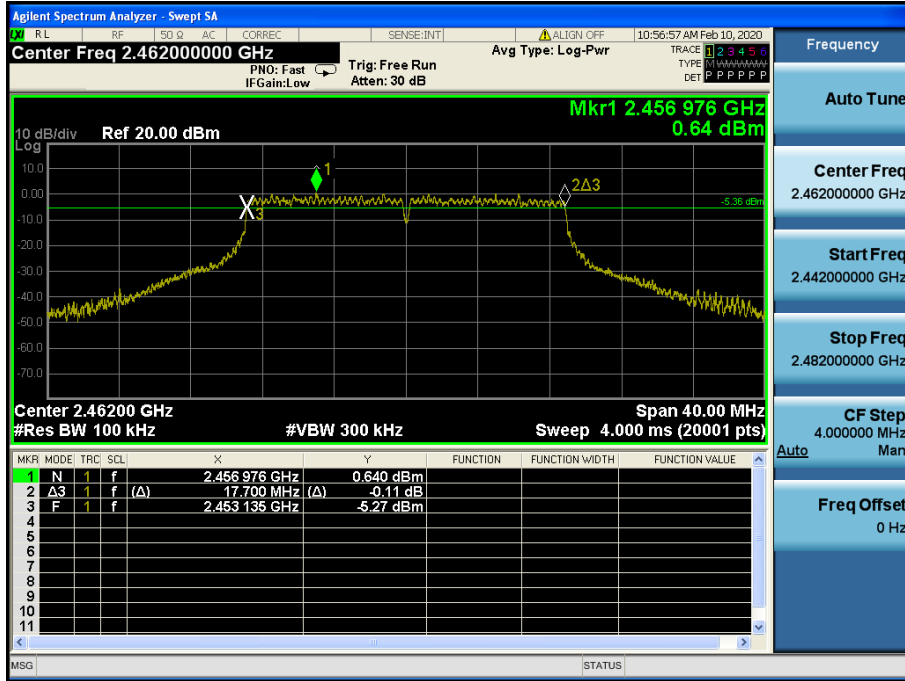 Agilent Spectrum Analyzer - Swept SA
LXI RL RF 50 Ω AC CORREC SENSE:INT ALIGN OFF 10:56:57 AM Feb 10, 2020
Center Freq 2.462000000 GHz
PNO: Fast
IFGain:Low
Trig: Free Run
Atten: 30 dB
Avg Type: Log-Pwr
TRACE 1 2 3 4 5 6
TYPE M WWWWW
DET P P P P P P
Mkr1 2.456 976 GHz
0.64 dBm
10 dB/div Ref 20.00 dBm
Log
10.0
0.00
-10.0
-20.0
-30.0
-40.0
-50.0
-60.0
-70.0
1
2Δ3
3
-5.36 dBm
Center 2.46200 GHz Span 40.00 MHz
#Res BW 100 kHz #VBW 300 kHz Sweep 4.000 ms (20001 pts)
MKR MODE TRC SCL X Y FUNCTION FUNCTION WIDTH FUNCTION VALUE
1 N 1 f 2.456 976 GHz 0.640 dBm
2 Δ3 1 f (Δ) 17.700 MHz (Δ) -0.11 dB
3 F 1 f 2.453 135 GHz -5.27 dBm
4
5
6
7
8
9
10
11
MSG STATUS
Frequency
Auto Tune
Center Freq
2.462000000 GHz
Start Freq
2.442000000 GHz
Stop Freq
2.482000000 GHz
CF Step
4.000000 MHz
Auto Man
Freq Offset
0 Hz